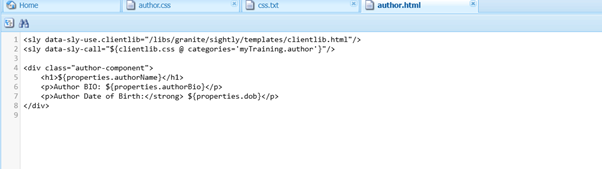 Home author.css css.txt author.html
1 <sly data-sly-use.clientlib="/libs/granite/sightly/templates/clientlib.html"/>
2 <sly data-sly-call="${clientlib.css @ categories='myTraining.author'}"/>
3
4 <div class="author-component">
5 <h1>${properties.authorName}</h1>
6 <p>Author BIO: ${properties.authorBio}</p>
7 <p>Author Date of Birth:</strong> ${properties.dob}</p>
8 </div>
9